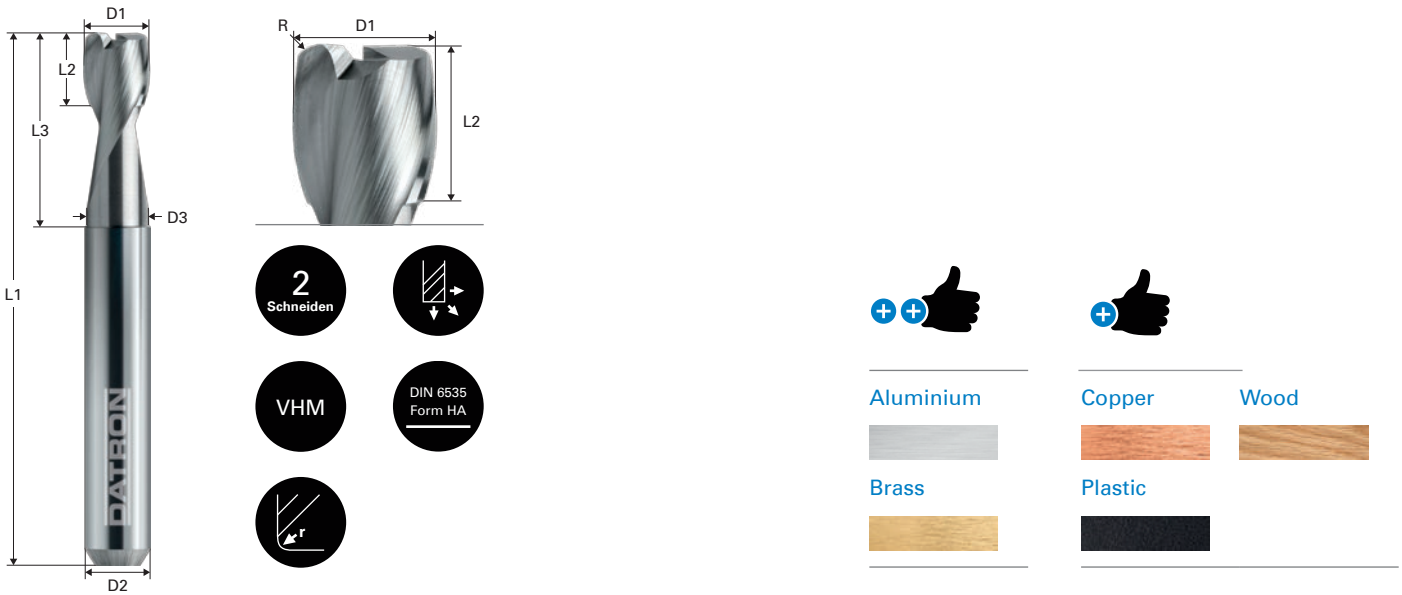 D1
L2
L3
D3
L1
DATRON
D2
R
D1
L2
2
Schneiden
VHM
DIN 6535
Form HA
r
Aluminium
Copper
Wood
Brass
Plastic